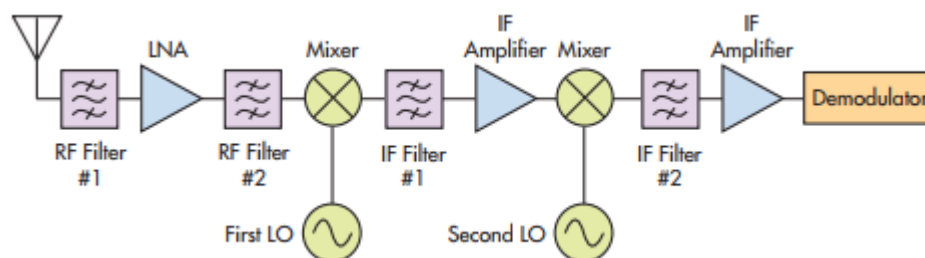 LNA
Mixer
IF
Amplifier
Mixer
IF
Amplifier
Demodulator
RF Filter
#1
RF Filter
#2
IF Filter
#1
IF Filter
#2
First LO
Second LO